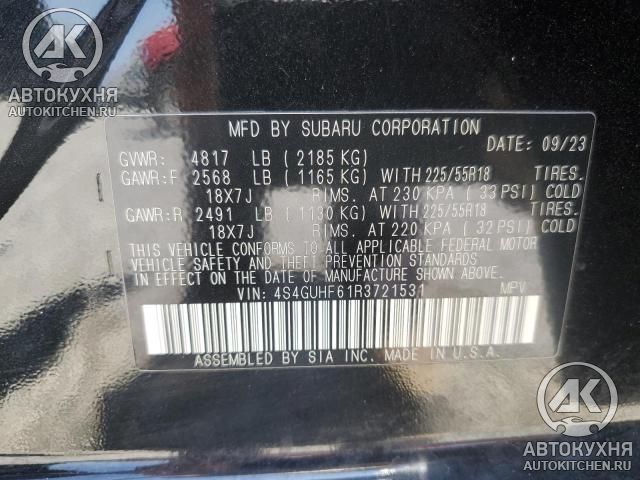 AK
АВТОКУХНЯ
AUTOKITCHEN.RU
MFD BY SUBARU CORPORATION
DATE: 09/23
GVWR: 4817 LB ( 2185 KG)
GAWR:F 2568 LB ( 1165 KG) WITH 225/55R18 TIRES.
18X7J RIMS. AT 230 KPA ( 33 PSI) COLD
GAWR:R 2491 LB ( 1130 KG) WITH 225/55R18 TIRES.
18X7J RIMS. AT 220 KPA ( 32 PSI) COLD
THIS VEHICLE CONFORMS TO ALL APPLICABLE FEDERAL MOTOR
VEHICLE SAFETY AND THEFT PREVENTION STANDARDS IN
EFFECT ON THE DATE OF MANUFACTURE SHOWN ABOVE.
VIN: 4S4GUHF61R3721531 MPV
ASSEMBLED BY SIA INC. MADE IN U.S.A.
AK
АВТОКУХНЯ
AUTOKITCHEN.RU